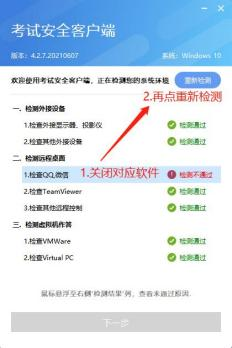 考试安全客户端
版本：4.2.7.20210607 系统：Windows 10
欢迎使用考试安全客户端，正在检测您的系统环境 重新检测
2.再点重新检测
一、检测外接设备
1.检查外接显示器、投影仪 检测通过
2.检查其他外接设备 检测通过
二、检测远程桌面
1.检查QQ,微信 1.关闭对应软件 检测不通过
2.检查TeamViewer 检测通过
3.检查其他远程控制 检测通过
三、检测虚拟机作答
1.检查VMWare 检测通过
2.检查Virtual PC 检测通过
鼠标悬浮至右侧"检测结果"列，查看未通过原因.
下一步